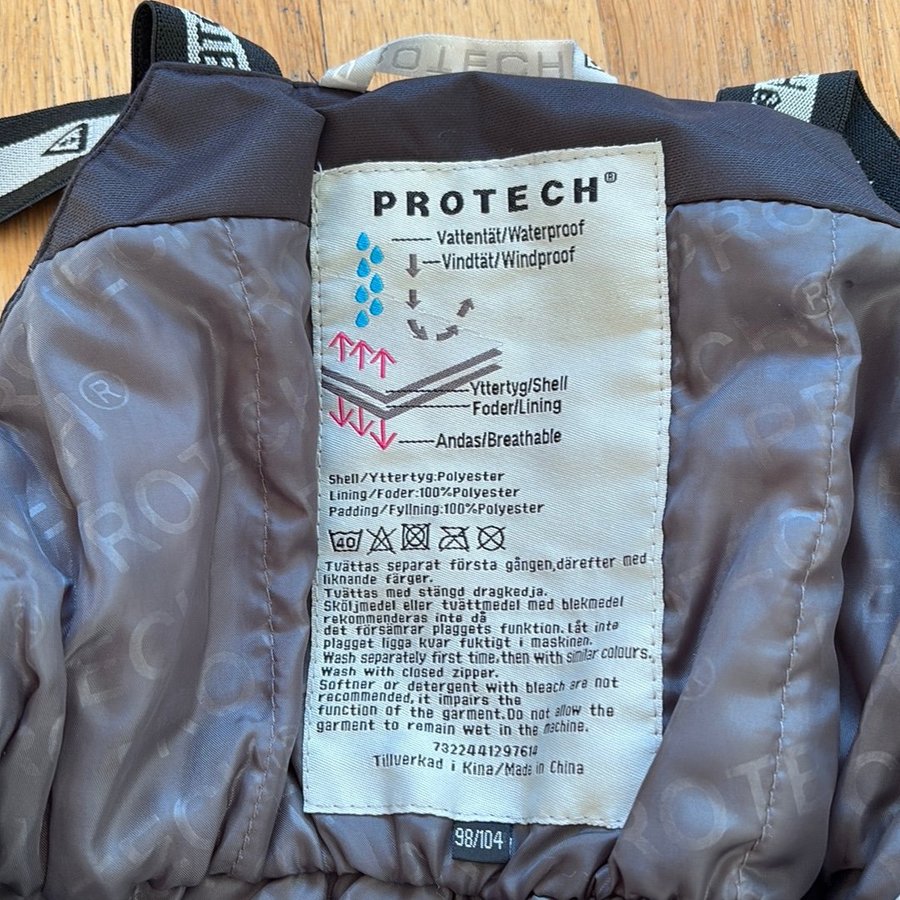 PROTECH
PROTECH®
Vattentät/Waterproof
Vindtät/Windproof
Yttertyg/Shell
Foder/Lining
Andas/Breathable
Shell/Yttertyg:Polyester
Lining/Foder:100%Polyester
Padding/Fyllning:100%Polyester
40
Tvättas separat första gången,därefter med
liknande färger.
Tvättas med stängd dragkedja.
Sköljmedel eller tvättmedel med blekmedel
rekommenderas inte då
det försämrar plaggets funktion. Låt inte
plagget ligga kvar fuktigt i maskinen.
Wash separately first time,then with similar colours.
Wash with closed zipper.
Softner or detergent with bleach are not
recommended,it impairs the
function of the garment.Do not allow the
garment to remain wet in the machine.
7322441297614
Tillverkad i Kina/Made in China
98/104